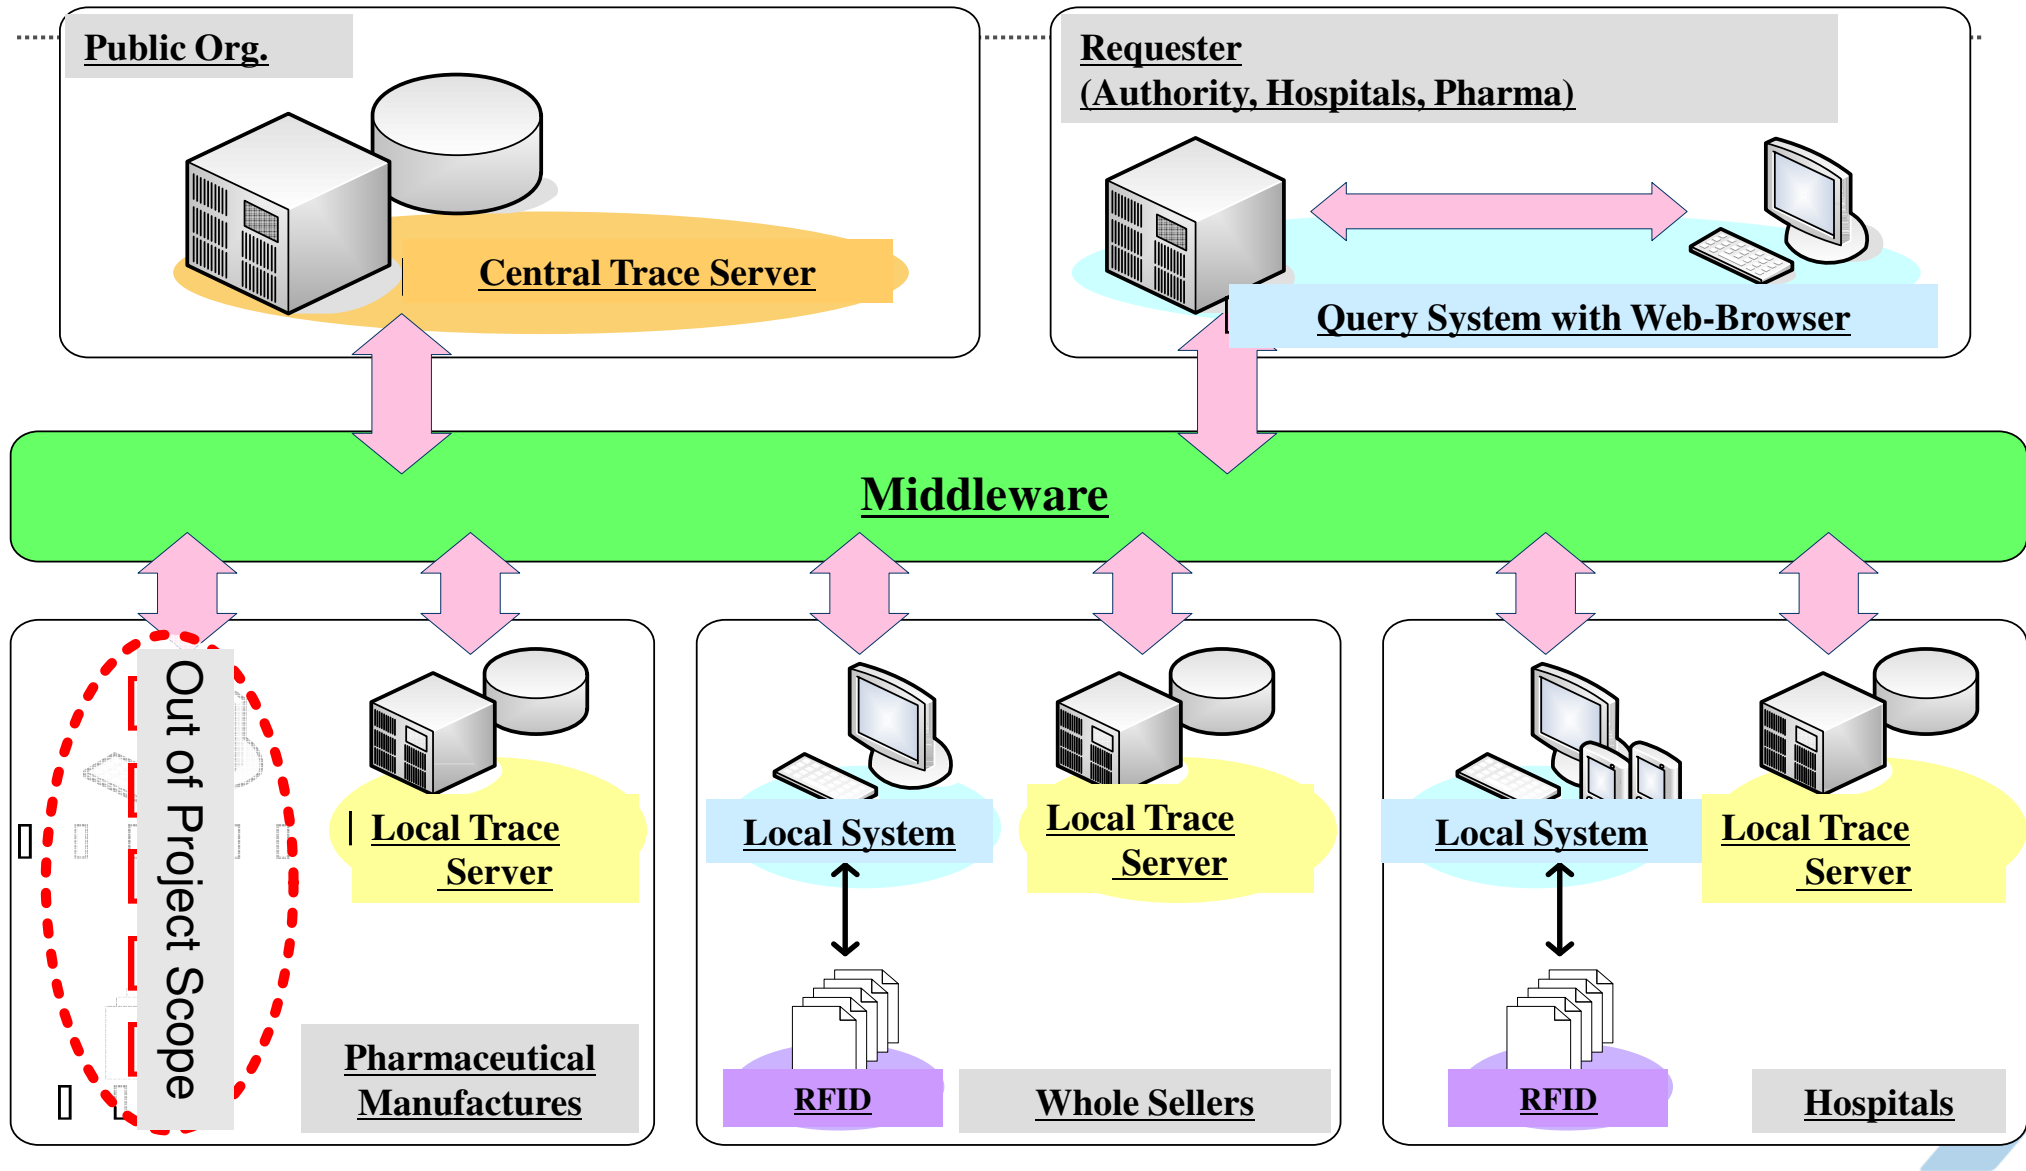 Public Org.
Requester
(Authority, Hospitals, Pharma)
Central Trace Server
Query System with Web-Browser
Middleware
Out of Project Scope
Local Trace
Server
Pharmaceutical
Manufactures
Local System
Local Trace
Server
RFID
Whole Sellers
Local System
Local Trace
Server
RFID
Hospitals